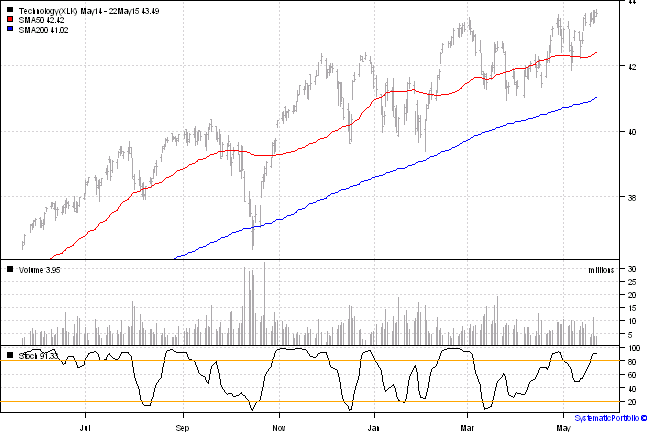 Technology(XLK) May14 - 22May15 43.49
SMA50 42.42
SMA200 41.02
44
42
40
38
Volume 3.95
millions
30
25
20
15
10
5
Stoch 91.33
100
80
60
40
20
Jul Sep Nov Jan Mar May
SystematicPortfolio ©